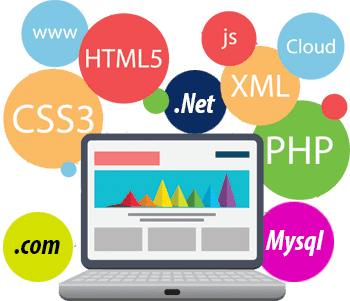 www
HTML5
js
Cloud
CSS3
.Net
XML
PHP
.com
Mysql